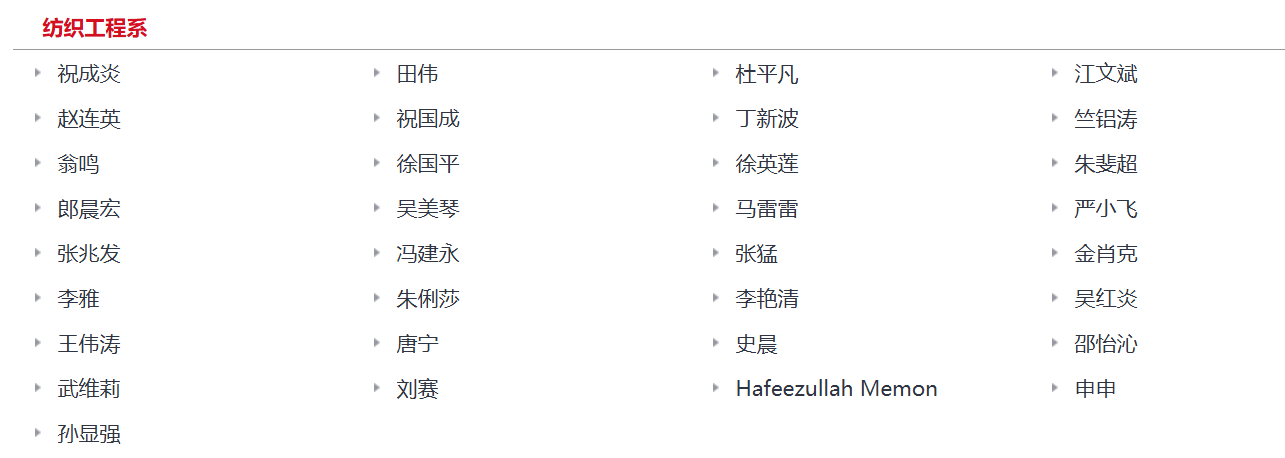 纺织工程系
祝成炎 田伟 杜平凡 江文斌
赵连英 祝国成 丁新波 竺铝涛
翁鸣 徐国平 徐英莲 朱斐超
郎晨宏 吴美琴 马雷雷 严小飞
张兆发 冯建永 张猛 金肖克
李雅 朱俐莎 李艳清 吴红炎
王伟涛 唐宁 史晨 邵怡沁
武维莉 刘赛 Hafeezullah Memon 申申
孙显强